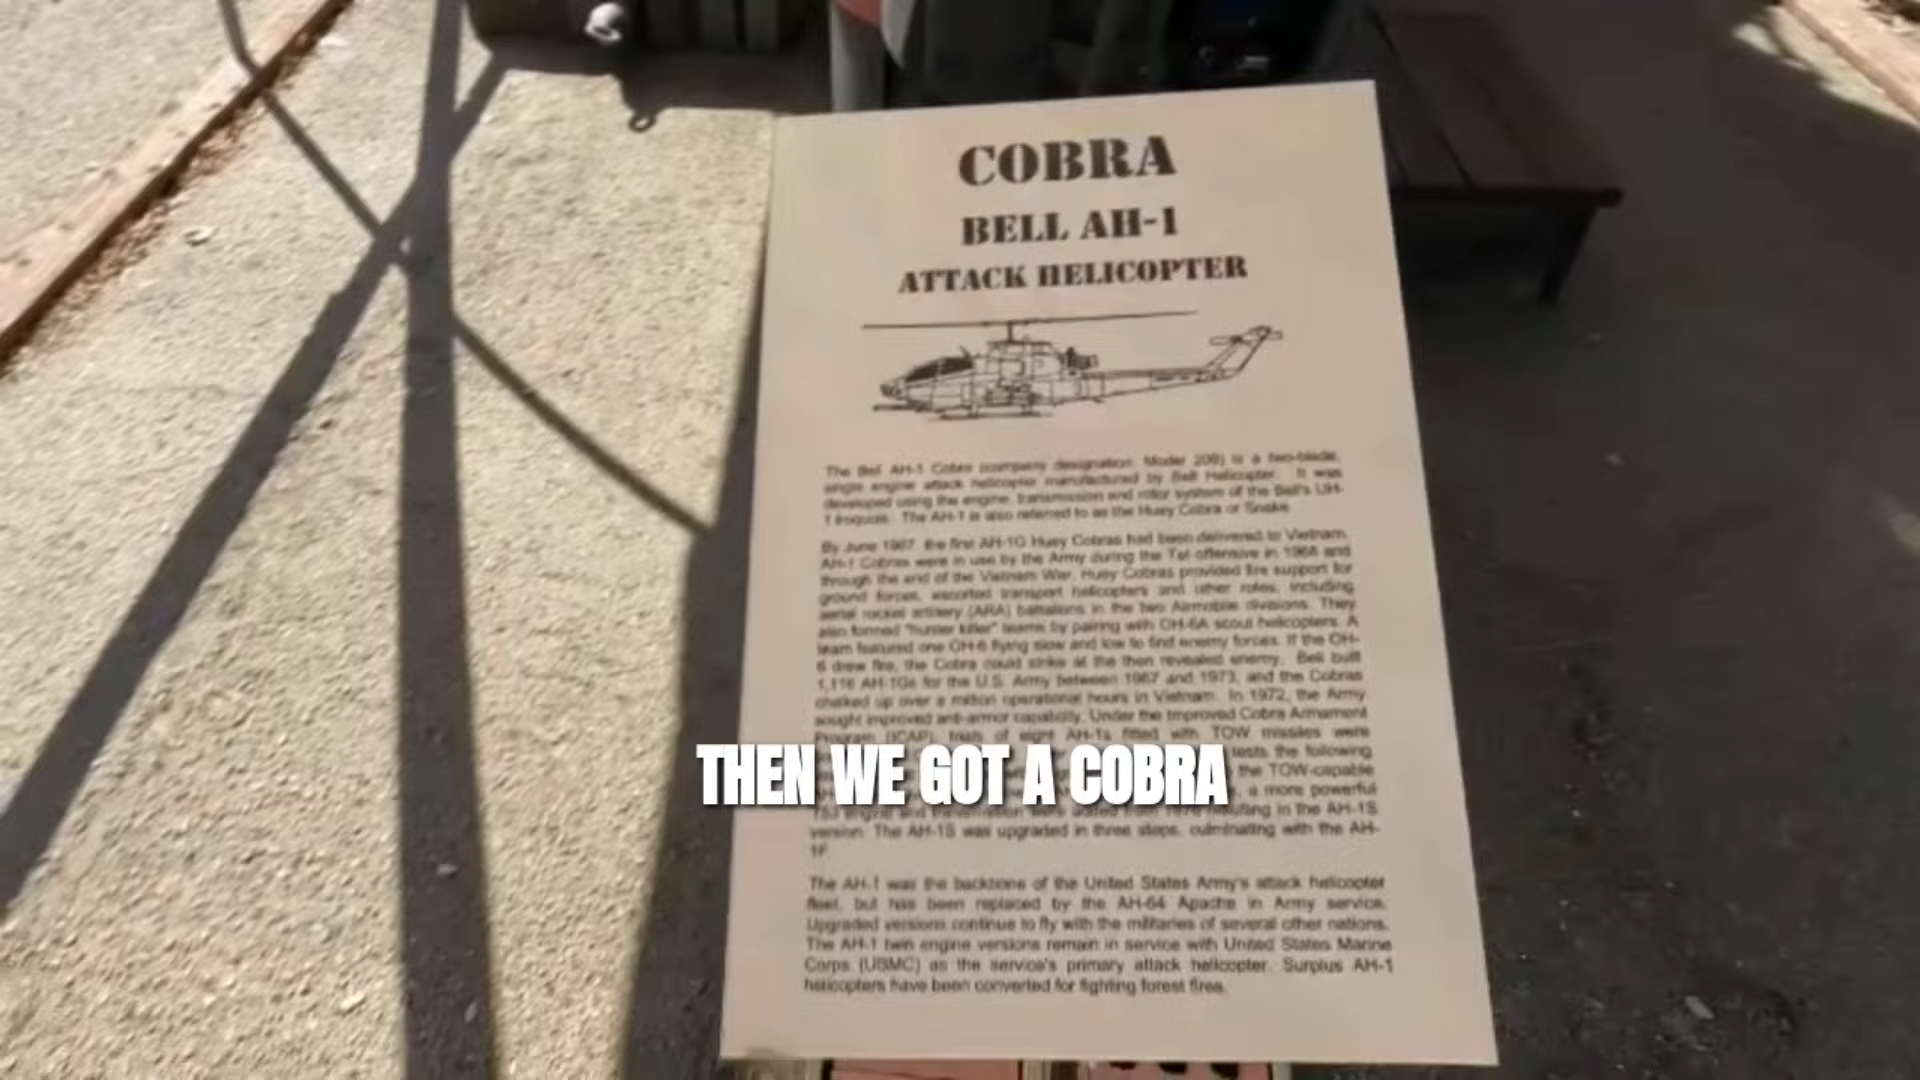 COBRA
BELL AH-1
ATTACK HELICOPTER
The Bell AH-1 Cobra (company designation: Model 209) is a two-blade,
single engine attack helicopter manufactured by Bell Helicopter. It was
developed using the engine, transmission and rotor system of the Bell's UH-
1 Iroquois. The AH-1 is also referred to as the Huey Cobra or Snake.
By June 1967, the first AH-1G Huey Cobras had been delivered to Vietnam.
AH-1 Cobras were in use by the Army during the Tet offensive in 1968 and
through the end of the Vietnam War. Huey Cobras provided fire support for
ground forces, escorted transport helicopters and other roles, including
aerial rocket artillery (ARA) battalions in the two Airmobile divisions. They
also formed "hunter killer" teams by pairing with OH-6A scout helicopters. A
team featured one OH-6 flying slow and low to find enemy forces. If the OH-
6 drew fire, the Cobra could strike at the then revealed enemy. Bell built
1,116 AH-1Gs for the U.S. Army between 1967 and 1973, and the Cobras
chalked up over a million operational hours in Vietnam. In 1972, the Army
sought improved anti-armor capability. Under the Improved Cobra Armament
Program (ICAP), trials of eight AH-1s fitted with TOW missiles were
tests the following
THEN WE GOT A COBRA
the TOW-capable
a more powerful
engine and transmission were added from resulting in the AH-1S
version. The AH-1S was upgraded in three steps, culminating with the AH-
1F.
The AH-1 was the backbone of the United States Army's attack helicopter
fleet, but has been replaced by the AH-64 Apache in Army service.
Upgraded versions continue to fly with the militaries of several other nations.
The AH-1 twin engine versions remain in service with United States Marine
Corps (USMC) as the service's primary attack helicopter. Surplus AH-1
helicopters have been converted for fighting forest fires.